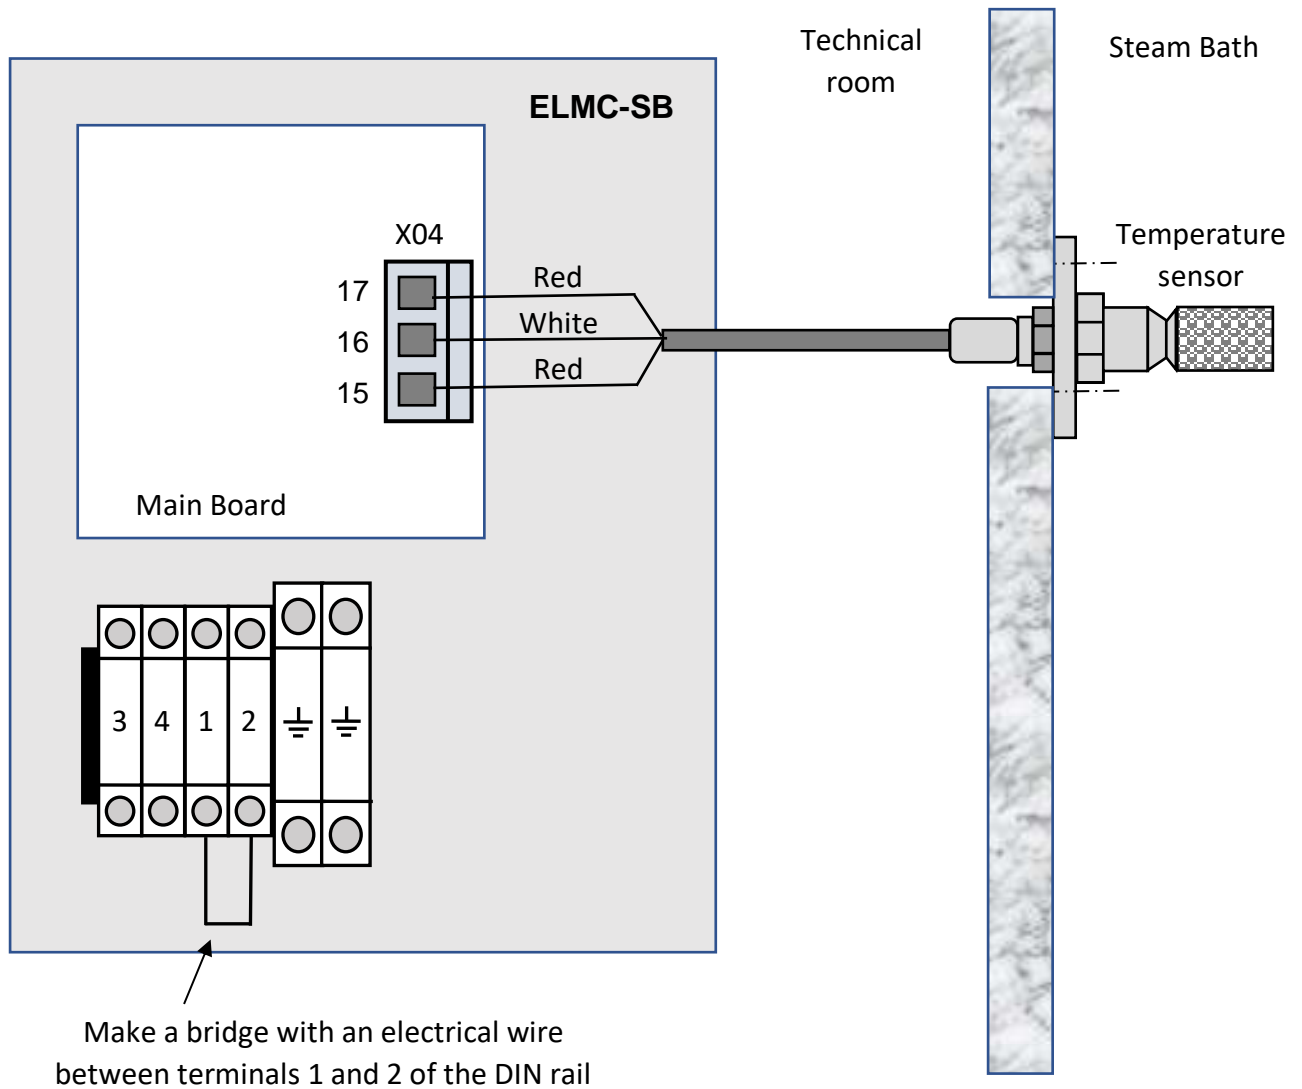 Technical
room
Steam Bath
ELMC-SB
X04
Temperature
sensor
17
Red
16
White
15
Red
Main Board
3 4 1 2
Make a bridge with an electrical wire
between terminals 1 and 2 of the DIN rail